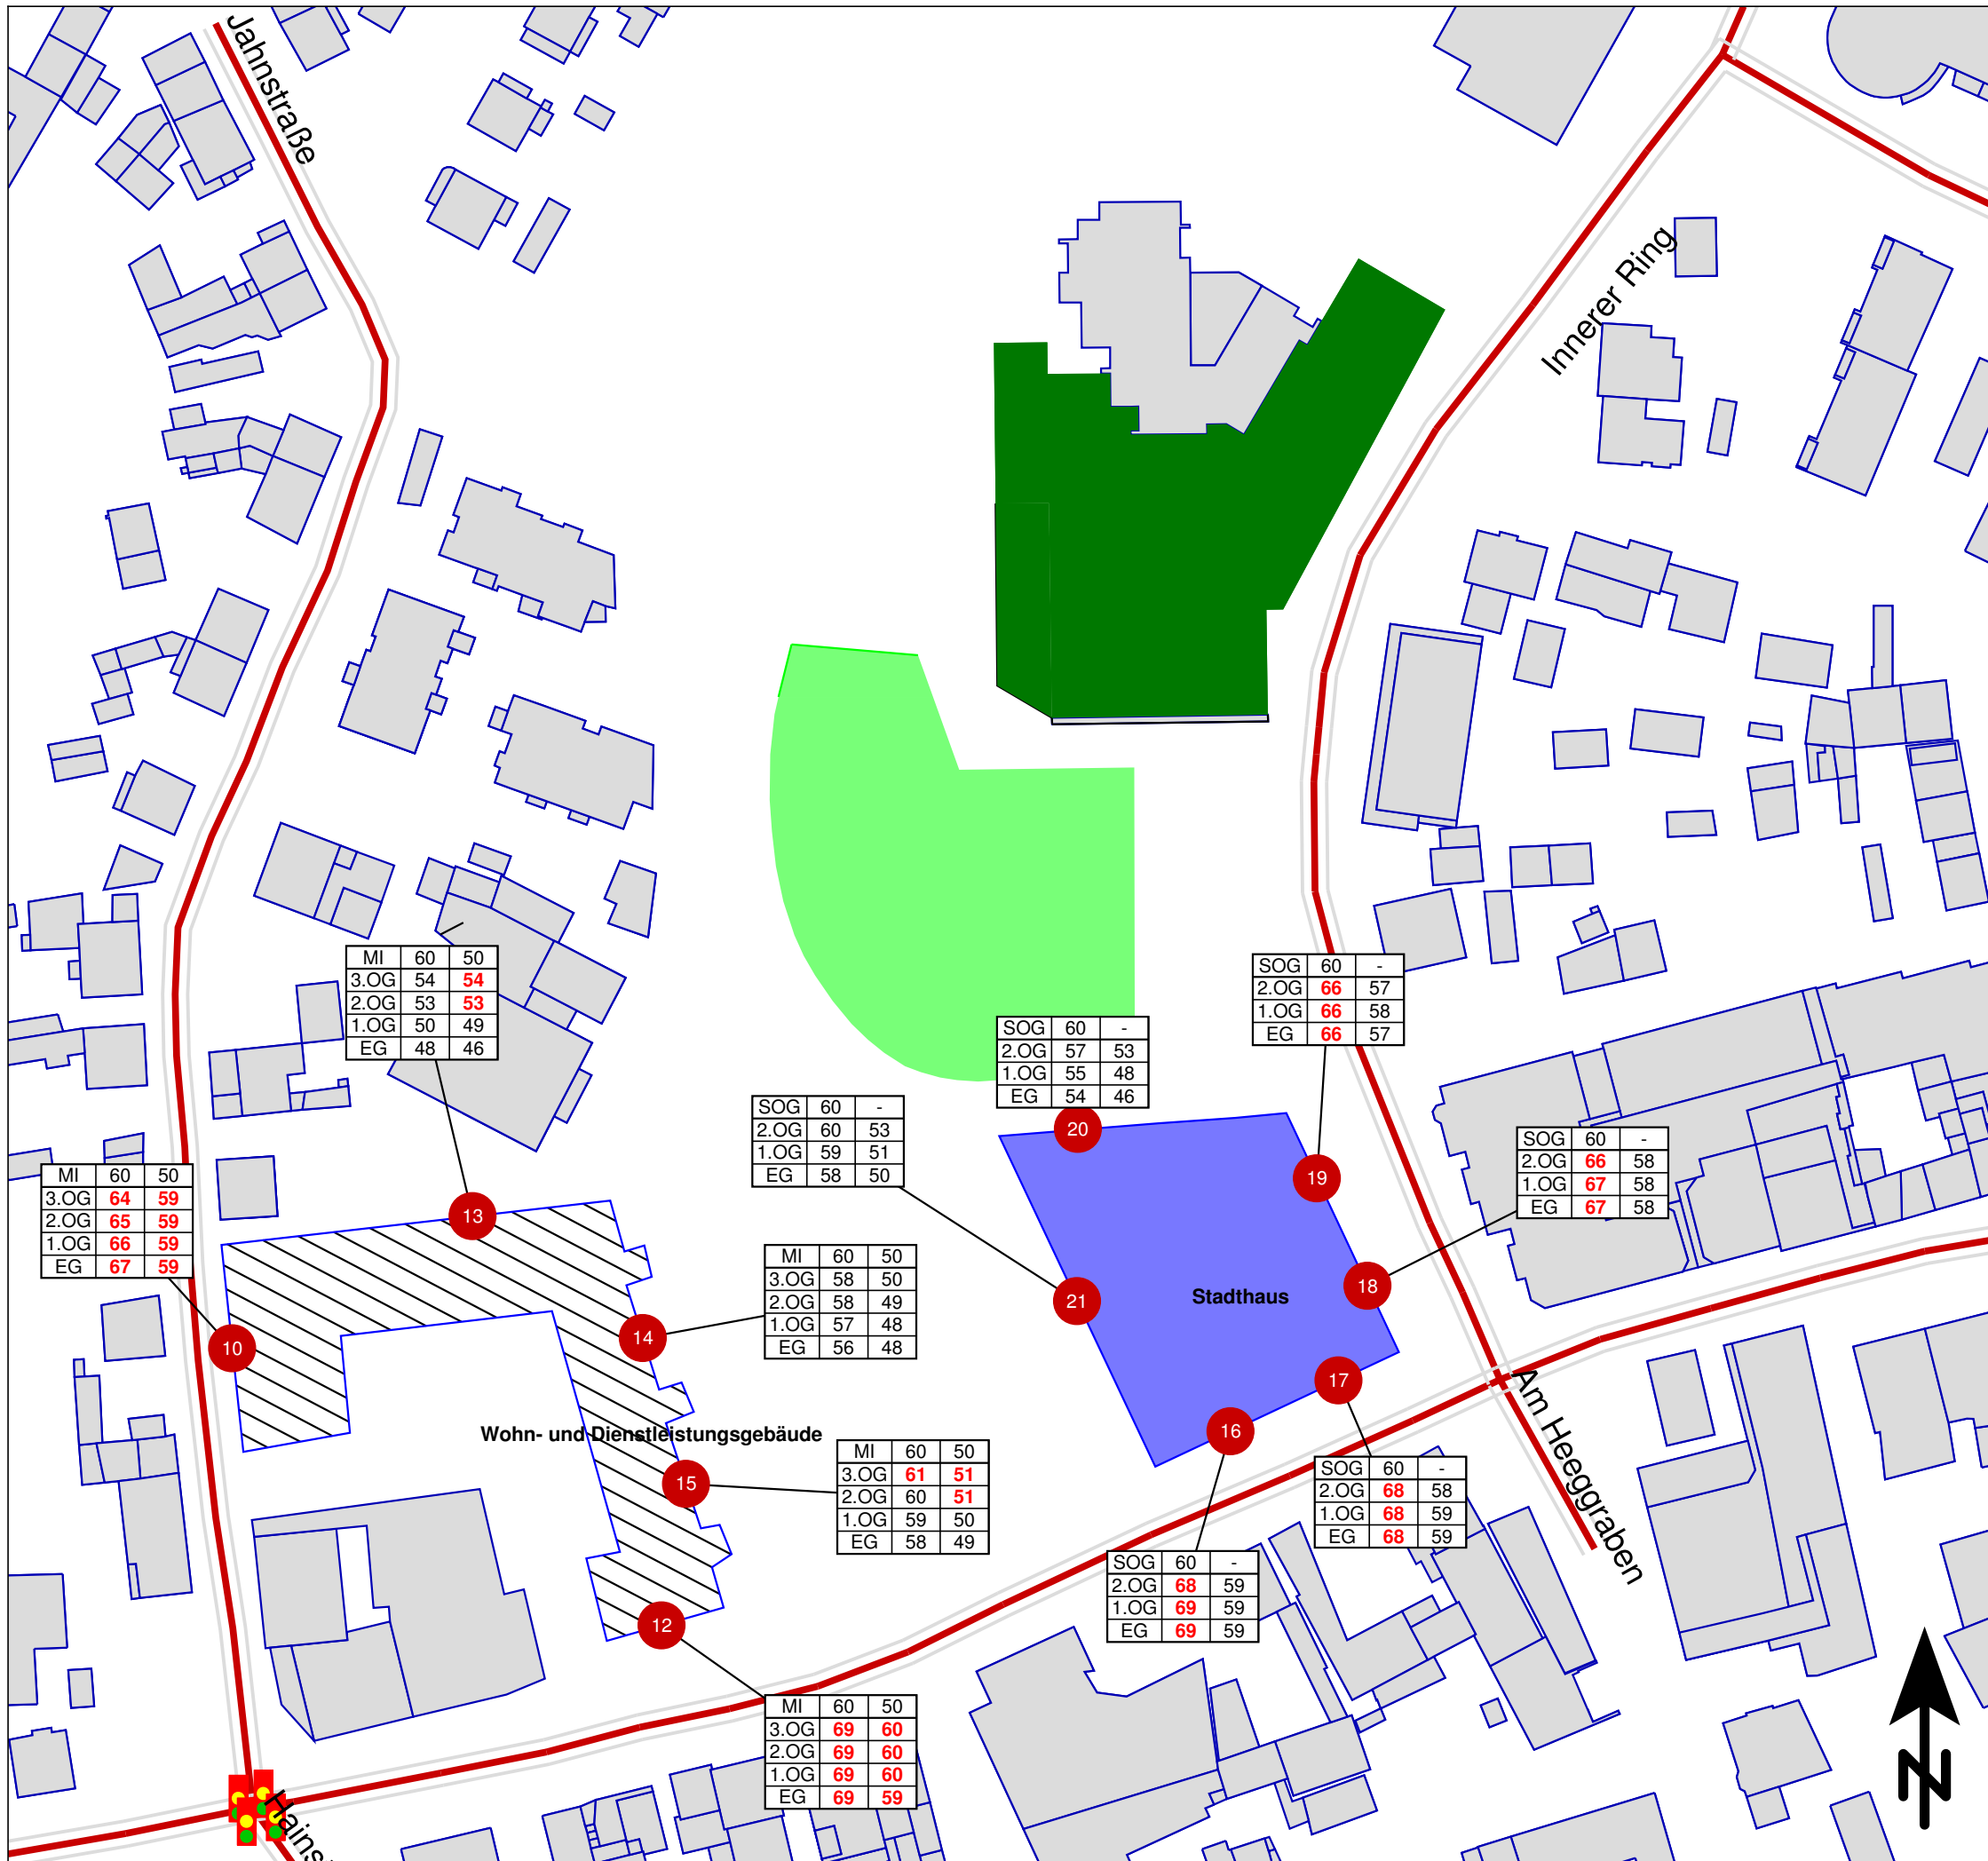 Jahnstraße
Innerer Ring
MI 60 50
3.OG 54 54
2.OG 53 53
1.OG 50 49
EG 48 46
SOG 60 -
2.OG 66 57
1.OG 66 58
EG 66 57
SOG 60 -
2.OG 57 53
1.OG 55 48
EG 54 46
SOG 60 -
2.OG 60 53
1.OG 59 51
EG 58 50
20
SOG 60 -
2.OG 66 58
1.OG 67 58
EG 67 58
MI 60 50
3.OG 64 59
2.OG 65 59
1.OG 66 59
EG 67 59
19
13
MI 60 50
3.OG 58 50
2.OG 58 49
1.OG 57 48
EG 56 48
18
Stadthaus
21
14
10
17
Am Heeggraben
Wohn- und Dienstleistungsgebäude
16
MI 60 50
3.OG 61 51
2.OG 60 51
1.OG 59 50
EG 58 49
15
SOG 60 -
2.OG 68 58
1.OG 68 59
EG 68 59
SOG 60 -
2.OG 68 59
1.OG 69 59
EG 69 59
12
MI 60 50
3.OG 69 60
2.OG 69 60
1.OG 69 60
EG 69 59
N